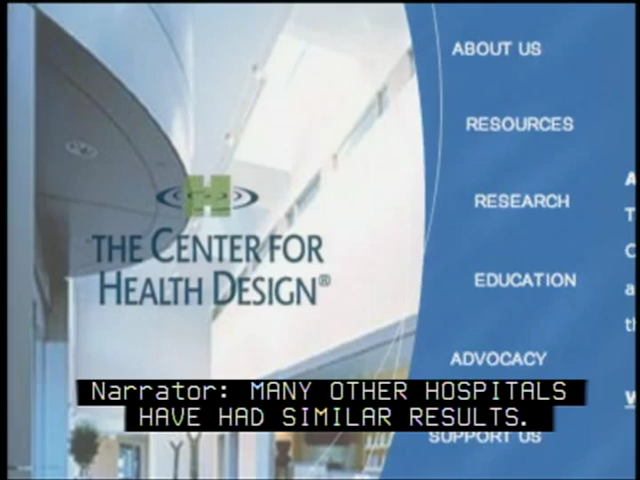 ABOUT US
RESOURCES
RESEARCH
EDUCATION
ADVOCACY
SUPPORT US
H
THE CENTER FOR
HEALTH DESIGN®
Narrator: MANY OTHER HOSPITALS
HAVE HAD SIMILAR RESULTS.